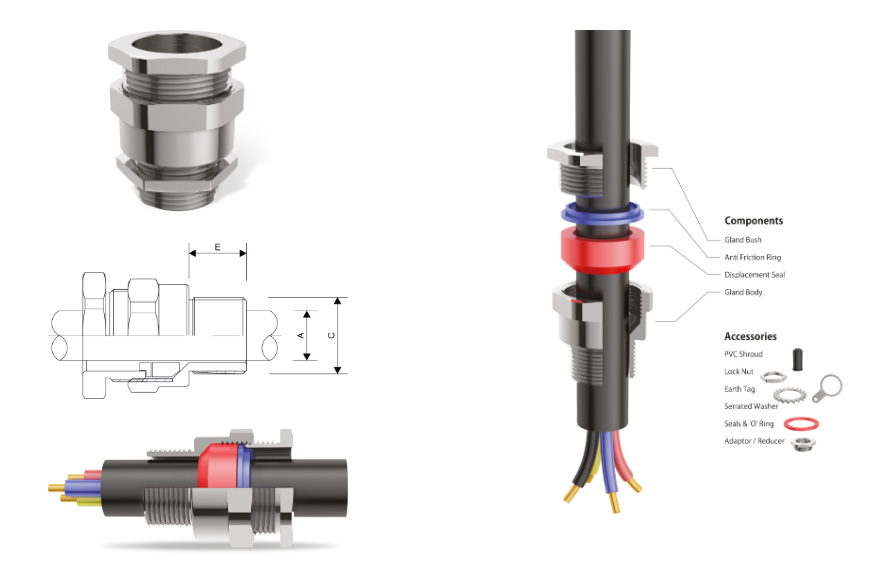 E
A
C
Components
Gland Bush
Anti Friction Ring
Displacement Seal
Gland Body
Accessories
PVC Shroud
Lock Nut
Earth Tag
Serrated Washer
Seals & 'O' Ring
Adaptor / Reducer